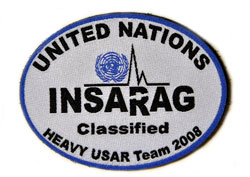 UNITED NATIONS
INSARAG
Classified
HEAVY USAR Team 2008